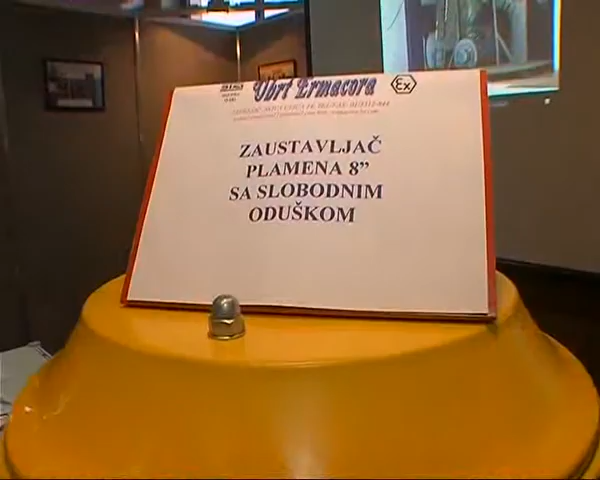 Obrt Ermacora
Ex
ZAUSTAVLJAČ
PLAMENA 8”
SA SLOBODNIM
ODUŠKOM